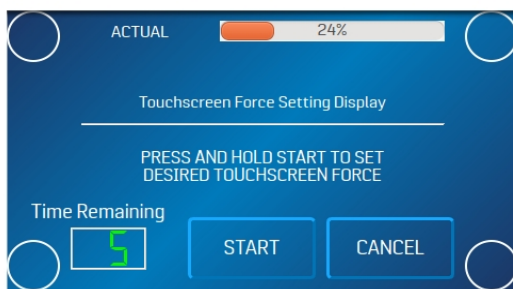 ACTUAL 24%
Touchscreen Force Setting Display
PRESS AND HOLD START TO SET
DESIRED TOUCHSCREEN FORCE
Time Remaining
5
START CANCEL